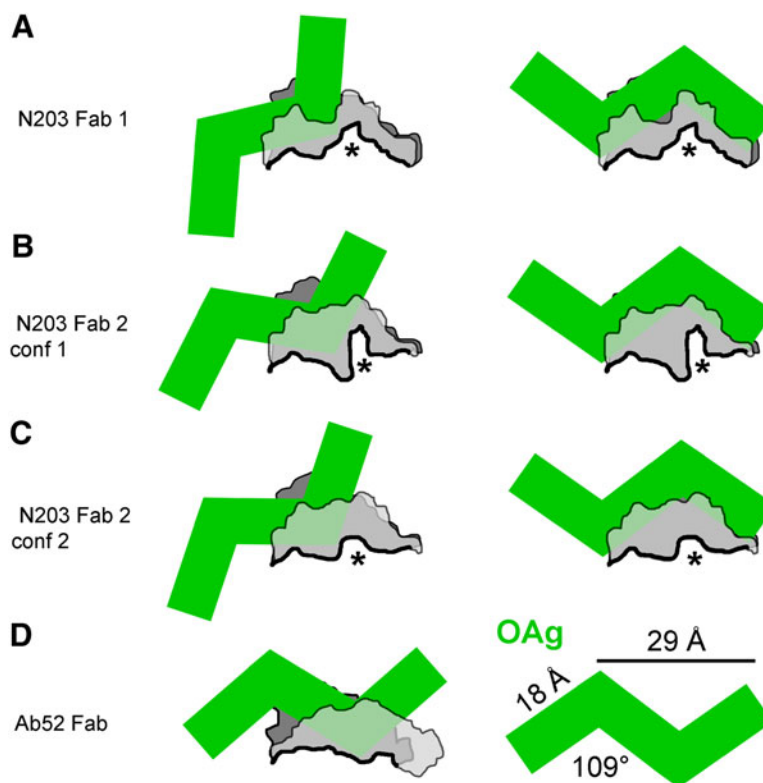 A
N203 Fab 1
*
*
B
N203 Fab 2
conf 1
*
*
C
N203 Fab 2
conf 2
*
*
D
Ab52 Fab
OAg
29 Å
18 Å
109°